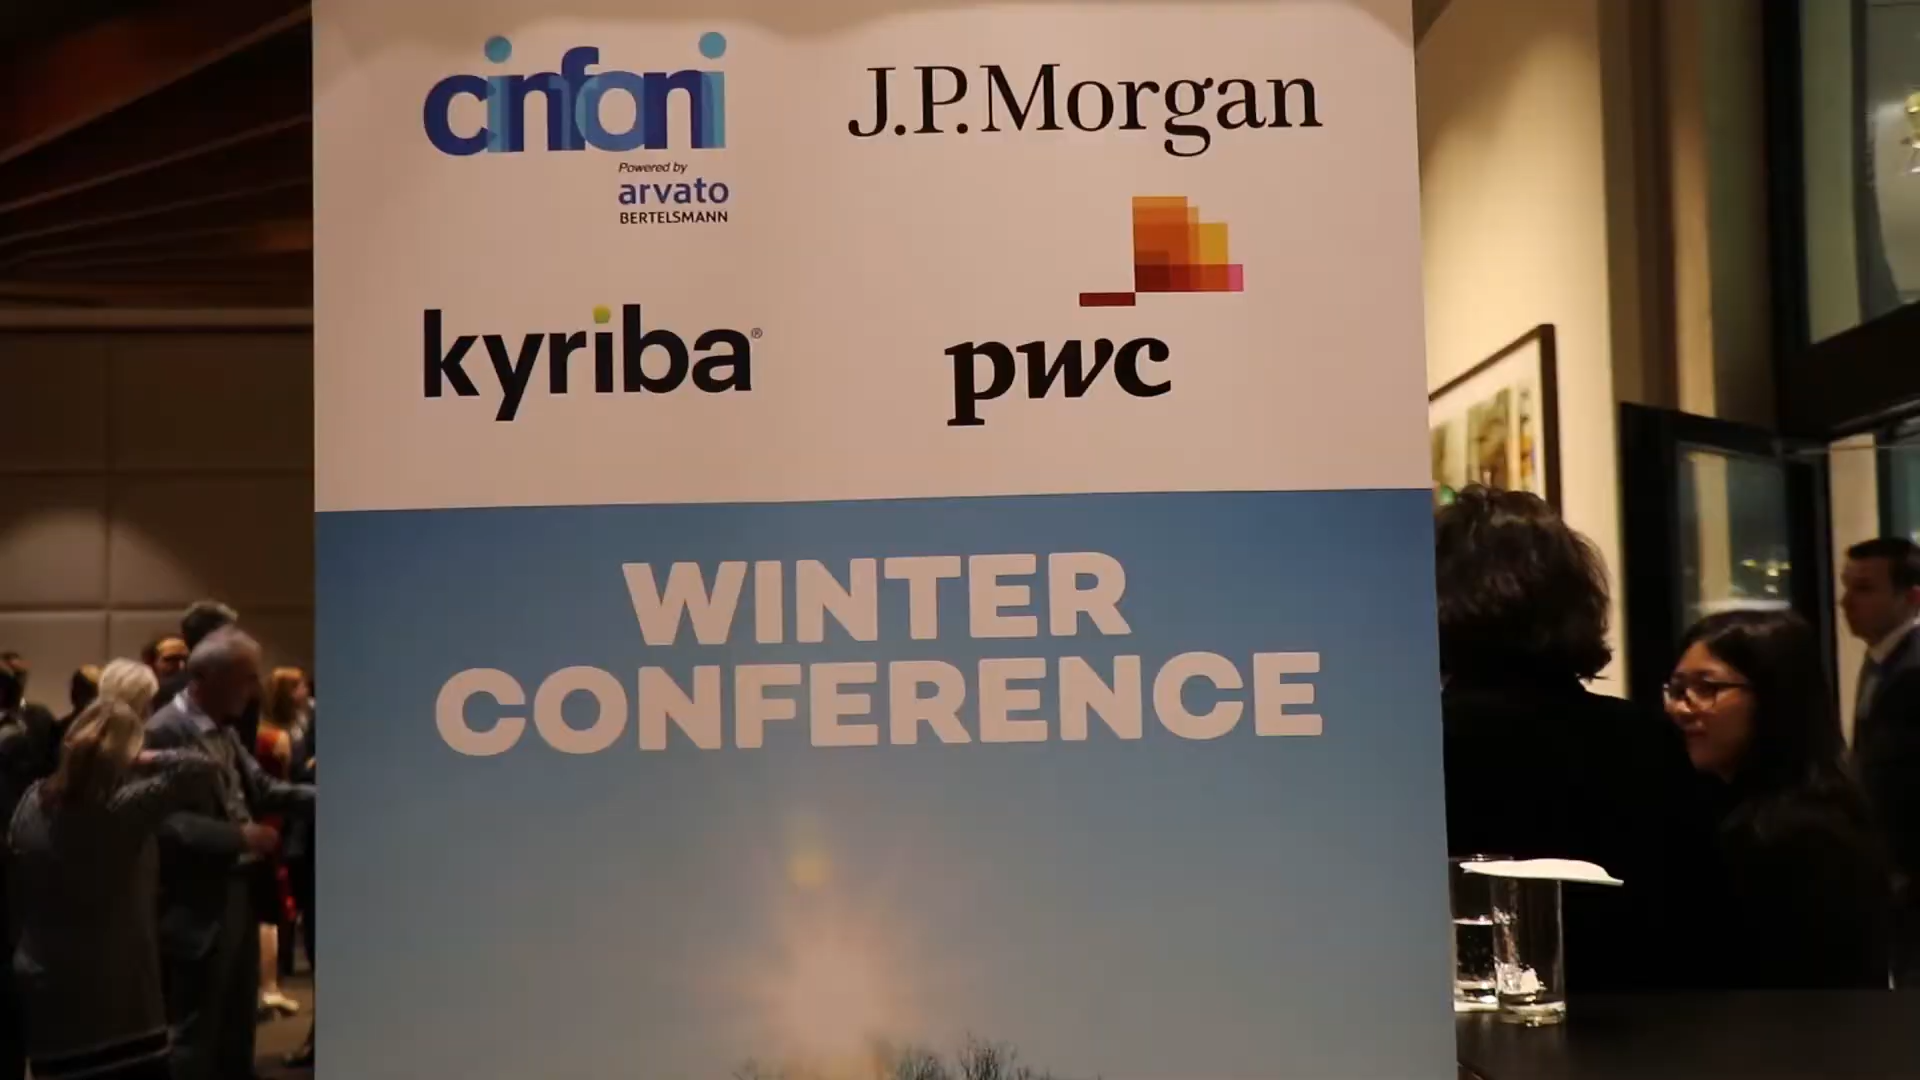 cinfoni
Powered by
arvato
BERTELSMANN
J.P.Morgan
kyriba®
pwc
WINTER
CONFERENCE